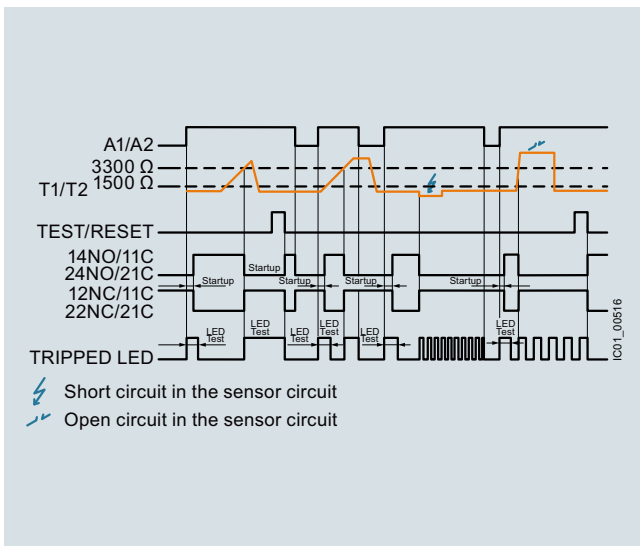 A1/A2
3300 Ω
T1/T2 1500 Ω
TEST/RESET
14NO/11C
24NO/21C
12NC/11C
22NC/21C
Startup
Startup
Startup
Startup
Startup
LED Test
LED Test
LED Test
LED Test
LED Test
LED Test
TRIPPED LED
IC01_00516
Short circuit in the sensor circuit
Open circuit in the sensor circuit